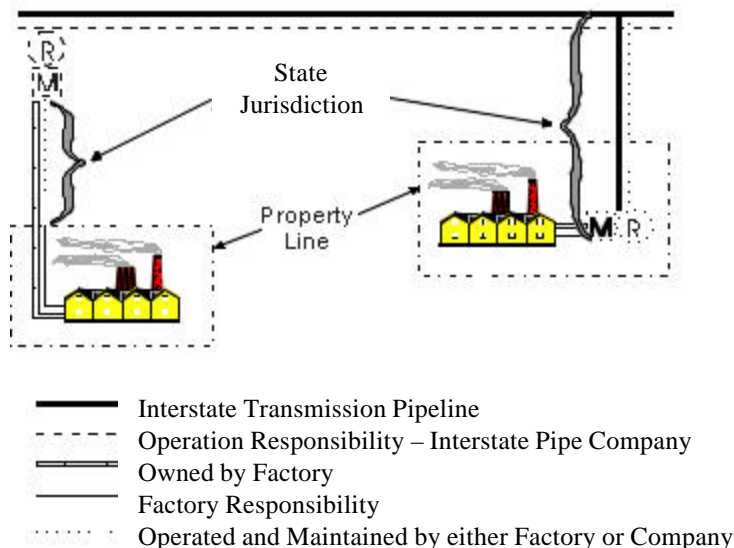 R
M
State
Jurisdiction
Property
Line
M R
Interstate Transmission Pipeline
Operation Responsibility – Interstate Pipe Company
Owned by Factory
Factory Responsibility
Operated and Maintained by either Factory or Company